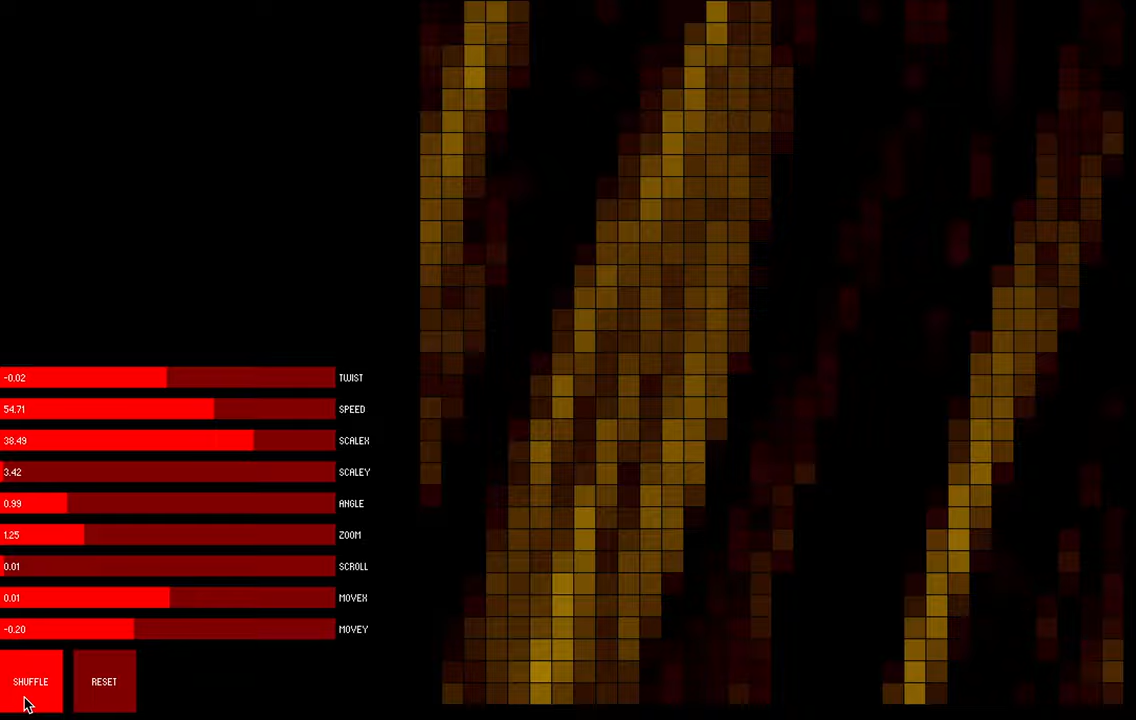 -0.02 TWIST
54.71 SPEED
38.49 SCALEX
3.42 SCALEY
0.99 ANGLE
1.25 ZOOM
0.01 SCROLL
0.01 MOVEX
-0.20 MOVEY
SHUFFLE RESET